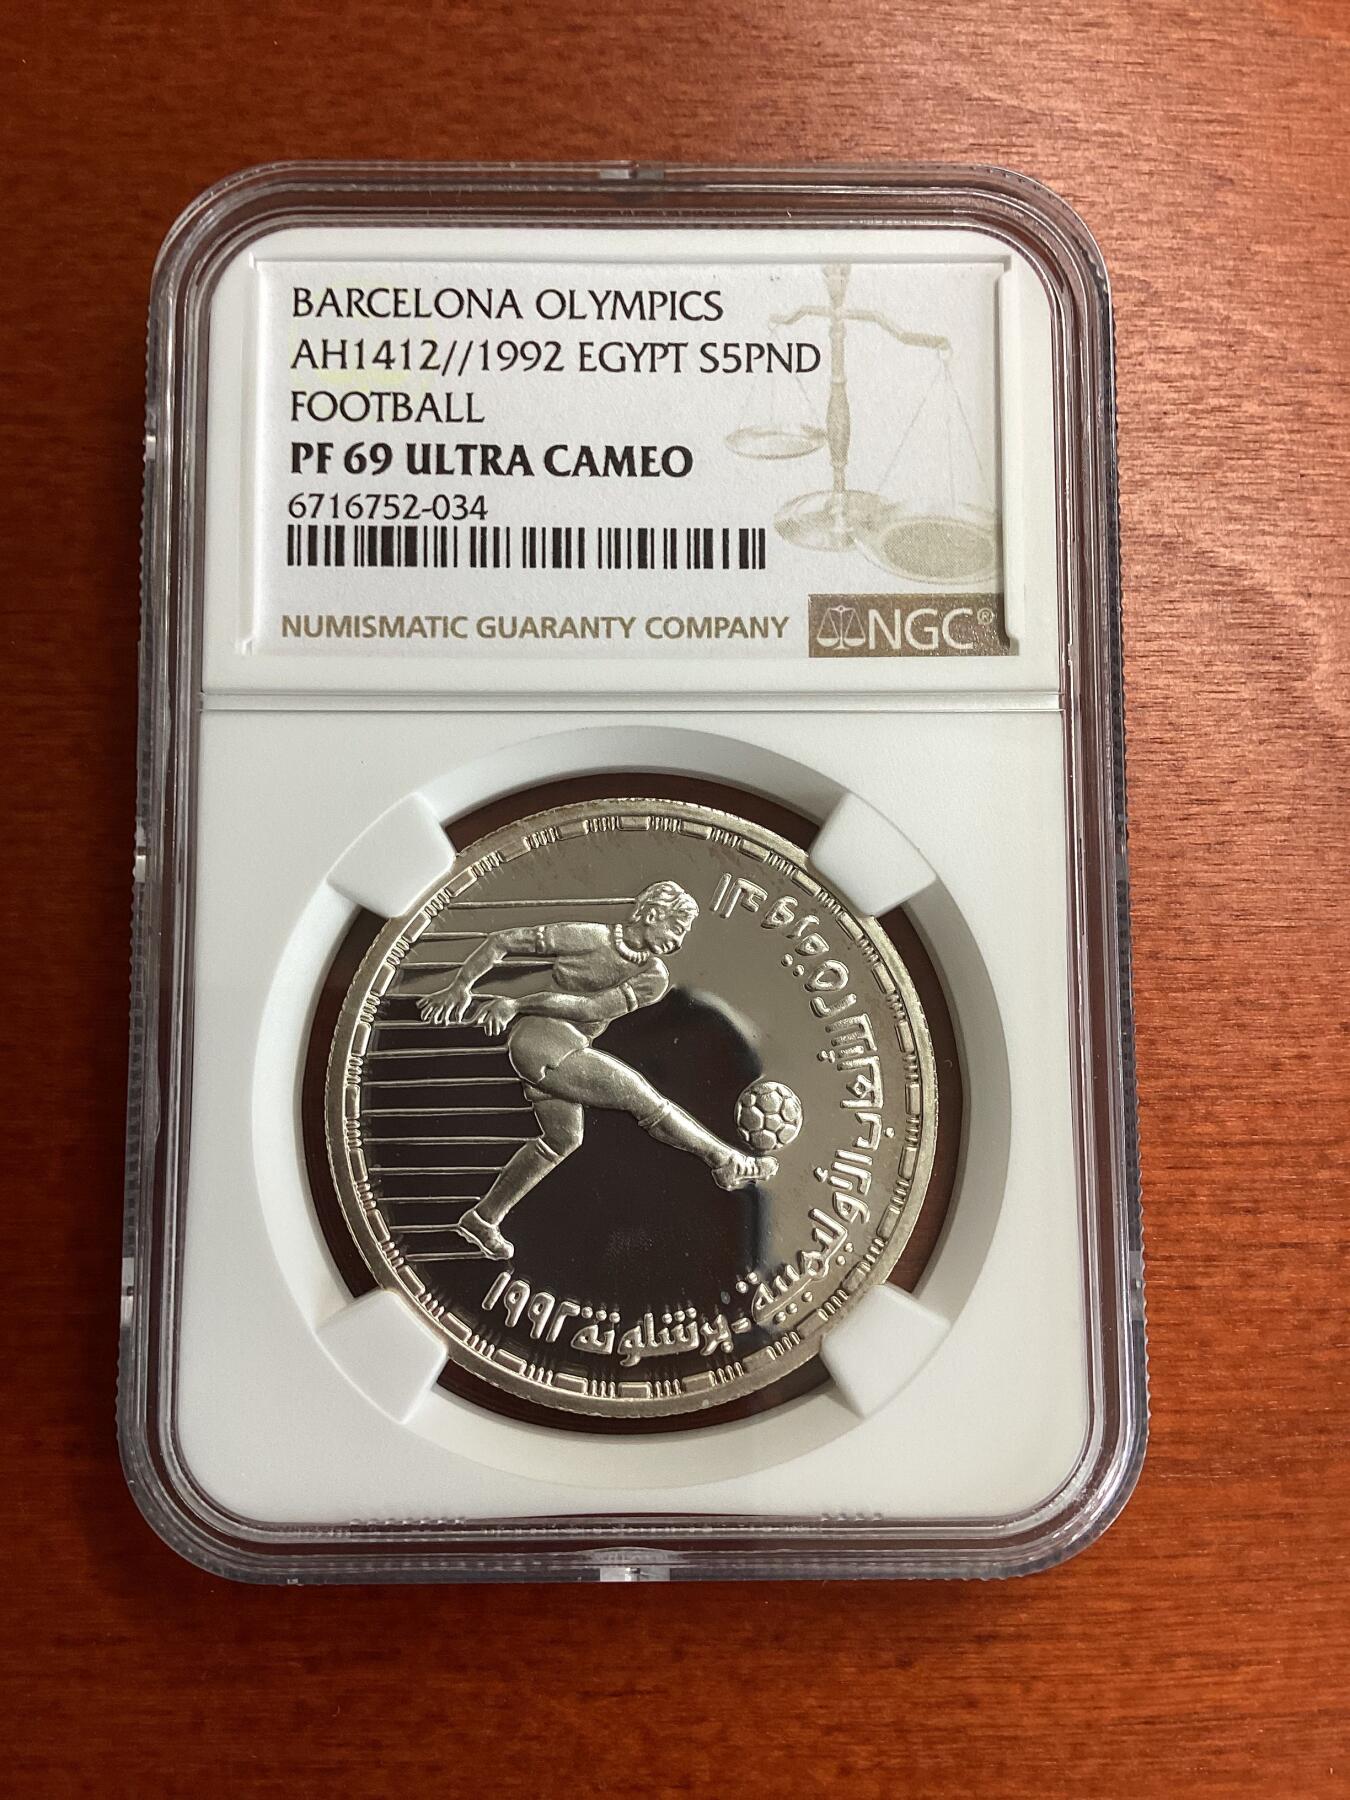 BARCELONA OLYMPICS
AH1412//1992 EGYPT S5PND
FOOTBALL
PF 69 ULTRA CAMEO
6716752-034
NUMISMATIC GUARANTY COMPANY
NGC®
الأوليمبية - برشلونة ١٩٩٢